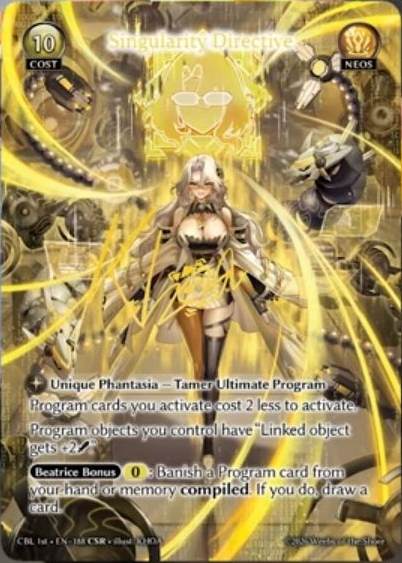 10
COST
Singularity Directive
NEOS
Unique Phantasia — Tamer Ultimate Program
Program cards you activate cost 2 less to activate.
Program objects you control have "Linked object
gets +2"
Beatrice Bonus 0 : Banish a Program card from
your hand or memory compiled. If you do, draw a
card.
CBL 1st • EN-188 CSR • illust.
©2026 Weebs of the Shore